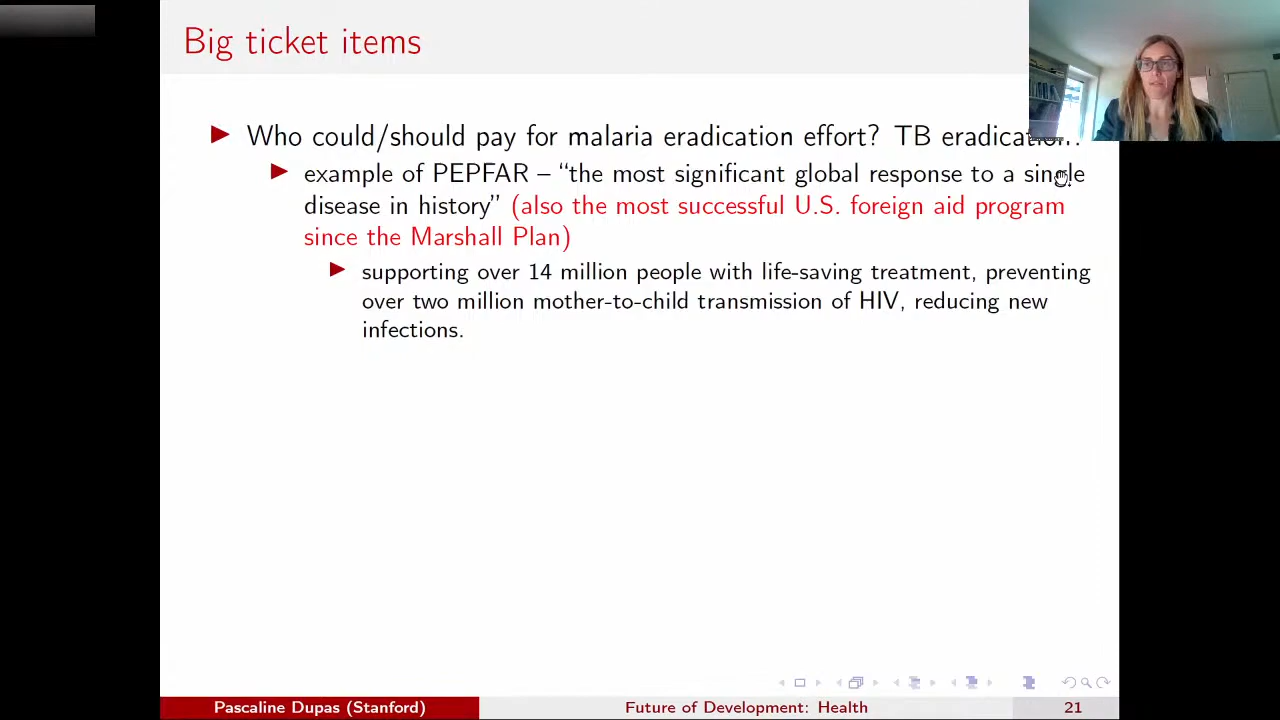 Big ticket items
Who could/should pay for malaria eradication effort? TB eradication?
example of PEPFAR – “the most significant global response to a single
disease in history” (also the most successful U.S. foreign aid program
since the Marshall Plan)
supporting over 14 million people with life-saving treatment, preventing
over two million mother-to-child transmission of HIV, reducing new
infections.
Pascaline Dupas (Stanford) Future of Development: Health 21